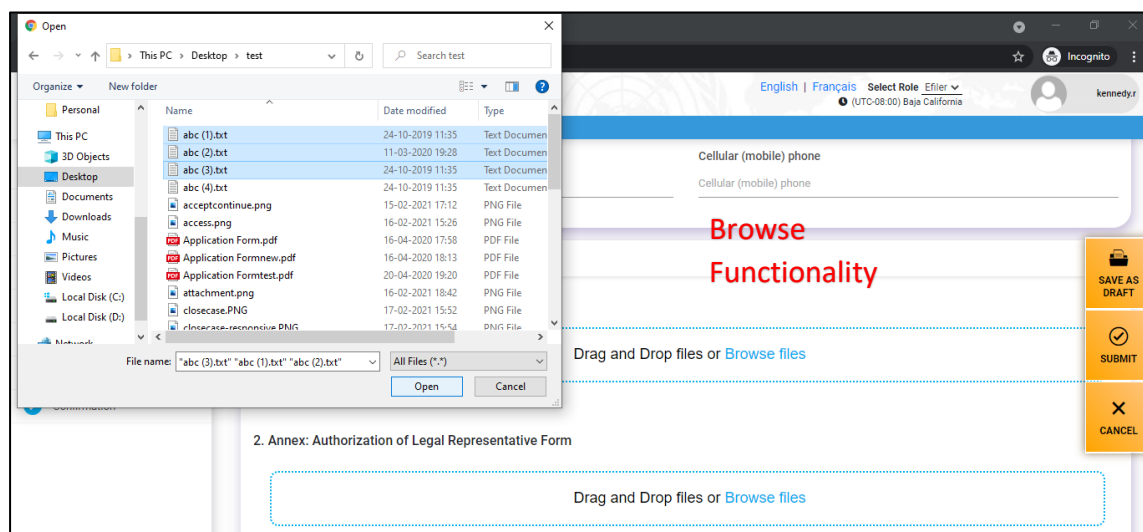 Open
This PC > Desktop > test
Search test
Organize
New folder
Personal
This PC
3D Objects
Desktop
Documents
Downloads
Music
Pictures
Videos
Local Disk (C:)
Local Disk (D:)
Network
Name Date modified Type
abc (1).txt 24-10-2019 11:35 Text Documen
abc (2).txt 11-03-2020 19:28 Text Documen
abc (3).txt 24-10-2019 11:35 Text Documen
abc (4).txt 24-10-2019 11:35 Text Documen
acceptcontinue.png 15-02-2021 17:12 PNG File
access.png 16-02-2021 15:26 PNG File
Application Form.pdf 16-04-2020 17:58 PDF File
Application Formnew.pdf 16-04-2020 18:13 PDF File
Application Formtest.pdf 20-04-2020 19:20 PDF File
attachment.png 16-02-2021 18:42 PNG File
closecase.PNG 17-02-2021 15:52 PNG File
closecase-responsive.PNG 17-02-2021 15:54 PNG File
File name: "abc (3).txt" "abc (1).txt" "abc (2).txt"
All Files (*.*)
Open Cancel
Incognito
English | Français Select Role Efiler
(UTC-08:00) Baja California
kennedy.r
Cellular (mobile) phone
Cellular (mobile) phone
Browse
Functionality
SAVE AS
DRAFT
SUBMIT
CANCEL
Drag and Drop files or Browse files
Confirmation
2. Annex: Authorization of Legal Representative Form
Drag and Drop files or Browse files